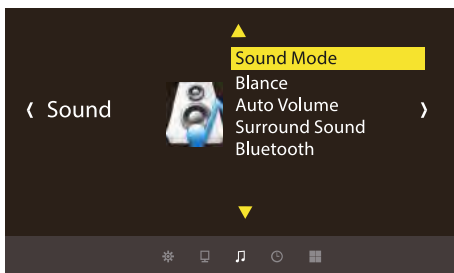 Sound
Sound Mode
Blance
Auto Volume
Surround Sound
Bluetooth